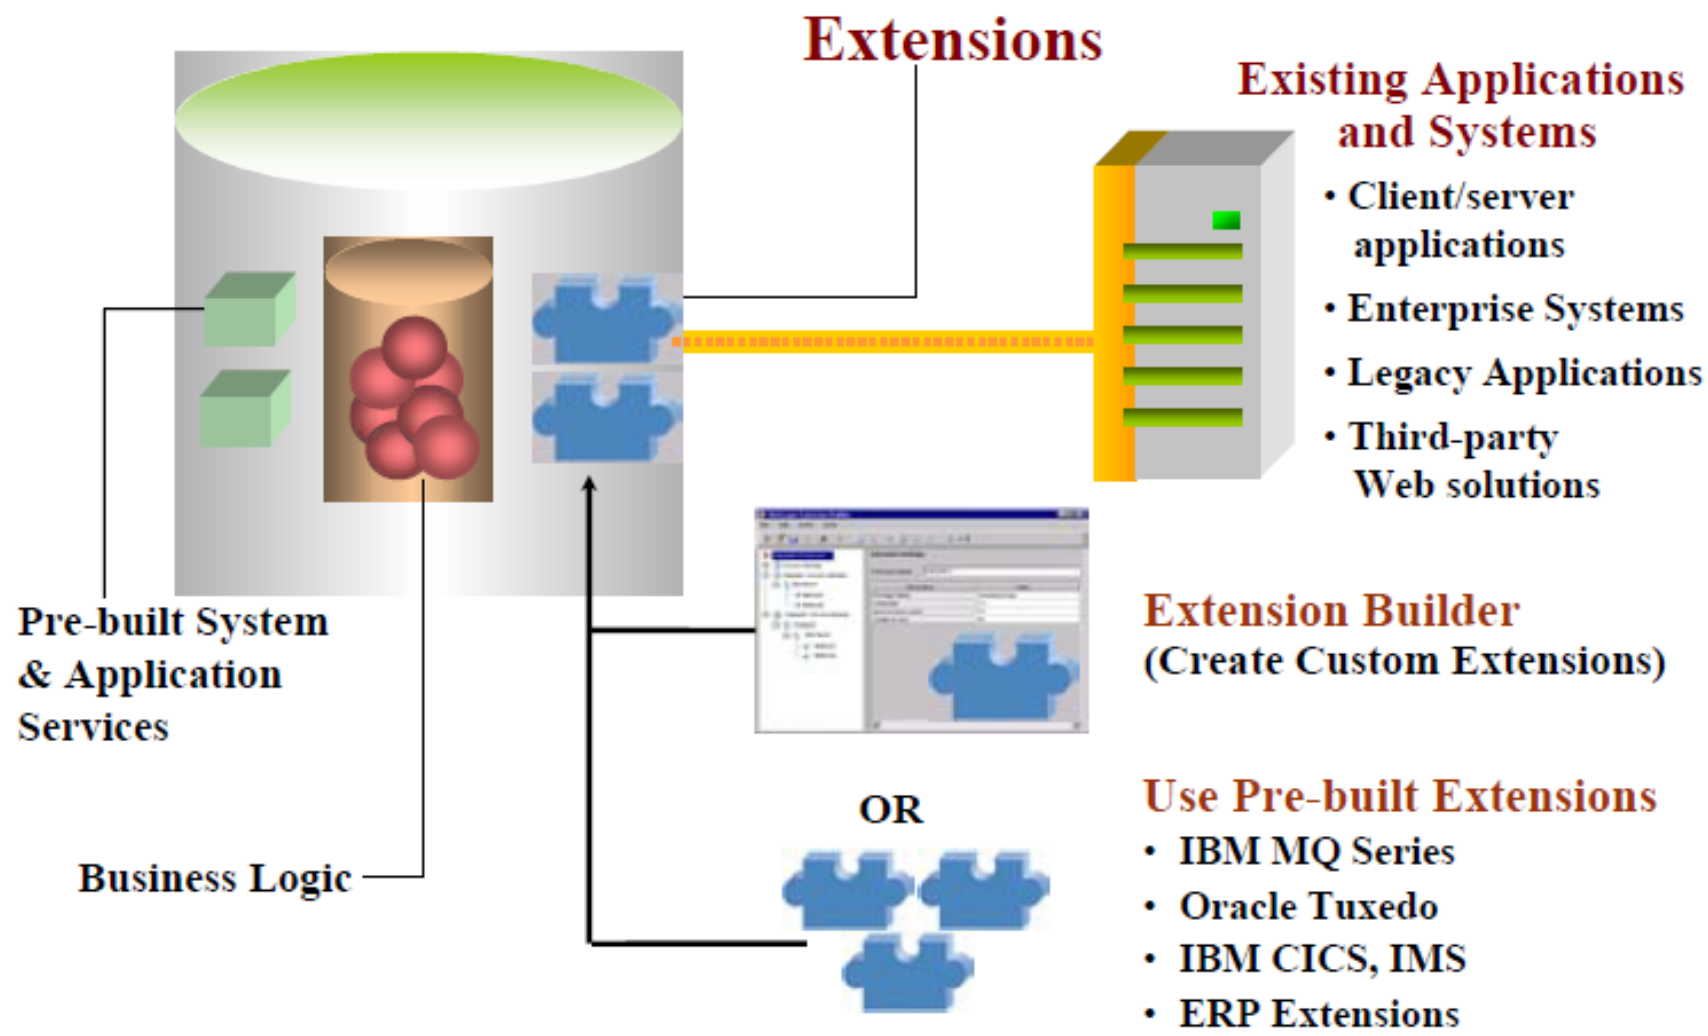 Extensions
Existing Applications
and Systems
• Client/server
applications
• Enterprise Systems
• Legacy Applications
• Third-party
Web solutions
Pre-built System
& Application
Services
Business Logic
Extension Builder
(Create Custom Extensions)
OR
Use Pre-built Extensions
• IBM MQ Series
• Oracle Tuxedo
• IBM CICS, IMS
• ERP Extensions